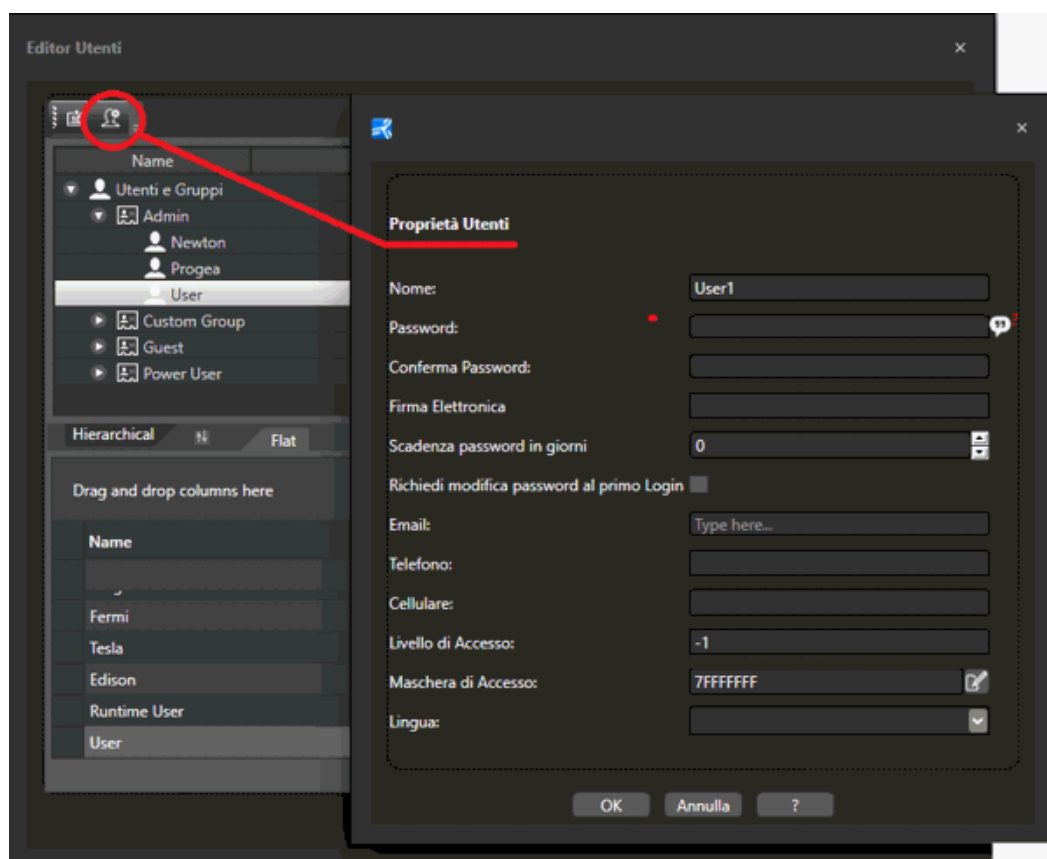 Editor Utenti
Name
Utenti e Gruppi
Admin
Newton
Progea
User
Custom Group
Guest
Power User
Hierarchical
Flat
Drag and drop columns here
Name
Fermi
Tesla
Edison
Runtime User
User
Proprietà Utenti
Nome: User1
Password:
Conferma Password:
Firma Elettronica
Scadenza password in giorni 0
Richiedi modifica password al primo Login
Email: Type here...
Telefono:
Cellulare:
Livello di Accesso: -1
Maschera di Accesso: 7FFFFFFF
Lingua:
OK Annulla ?